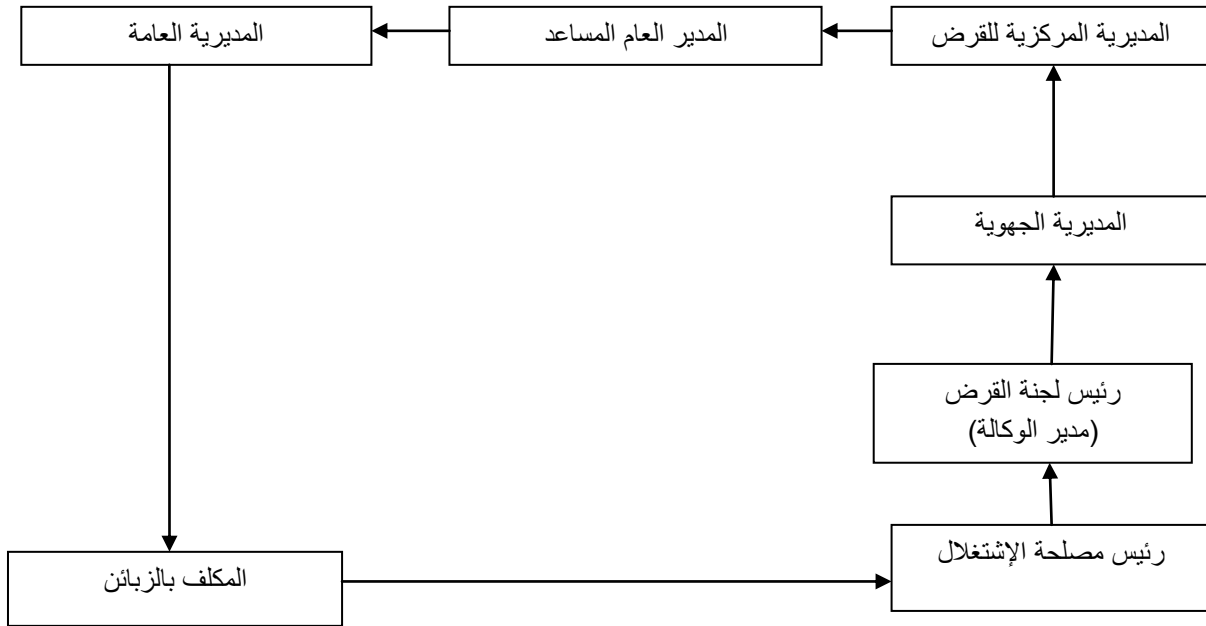 المديرية المركزية للقرض
المدير العام المساعد
المديرية العامة
المديرية الجهوية
رئيس لجنة القرض
(مدير الوكالة)
رئيس مصلحة الإشتغلال
المكلف بالزبائن